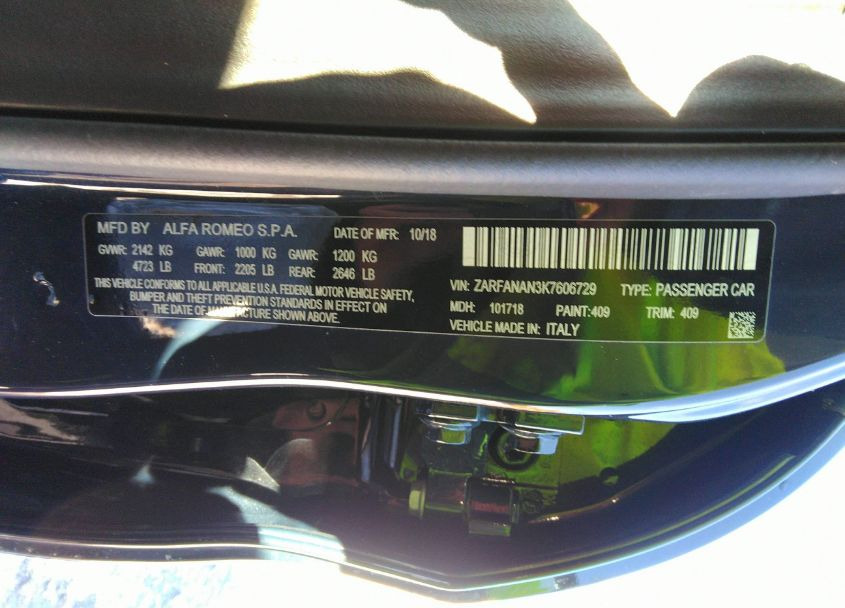 MFD BY ALFA ROMEO S.P.A. DATE OF MFR: 10/18
GVWR: 2142 KG GAWR: 1000 KG GAWR: 1200 KG
4723 LB FRONT: 2205 LB REAR: 2646 LB
THIS VEHICLE CONFORMS TO ALL APPLICABLE U.S.A. FEDERAL MOTOR VEHICLE SAFETY,
BUMPER AND THEFT PREVENTION STANDARDS IN EFFECT ON
THE DATE OF MANUFACTURE SHOWN ABOVE.
VIN: ZARFANAN3K7606729 TYPE: PASSENGER CAR
MDH: 101718 PAINT:409 TRIM: 409
VEHICLE MADE IN: ITALY